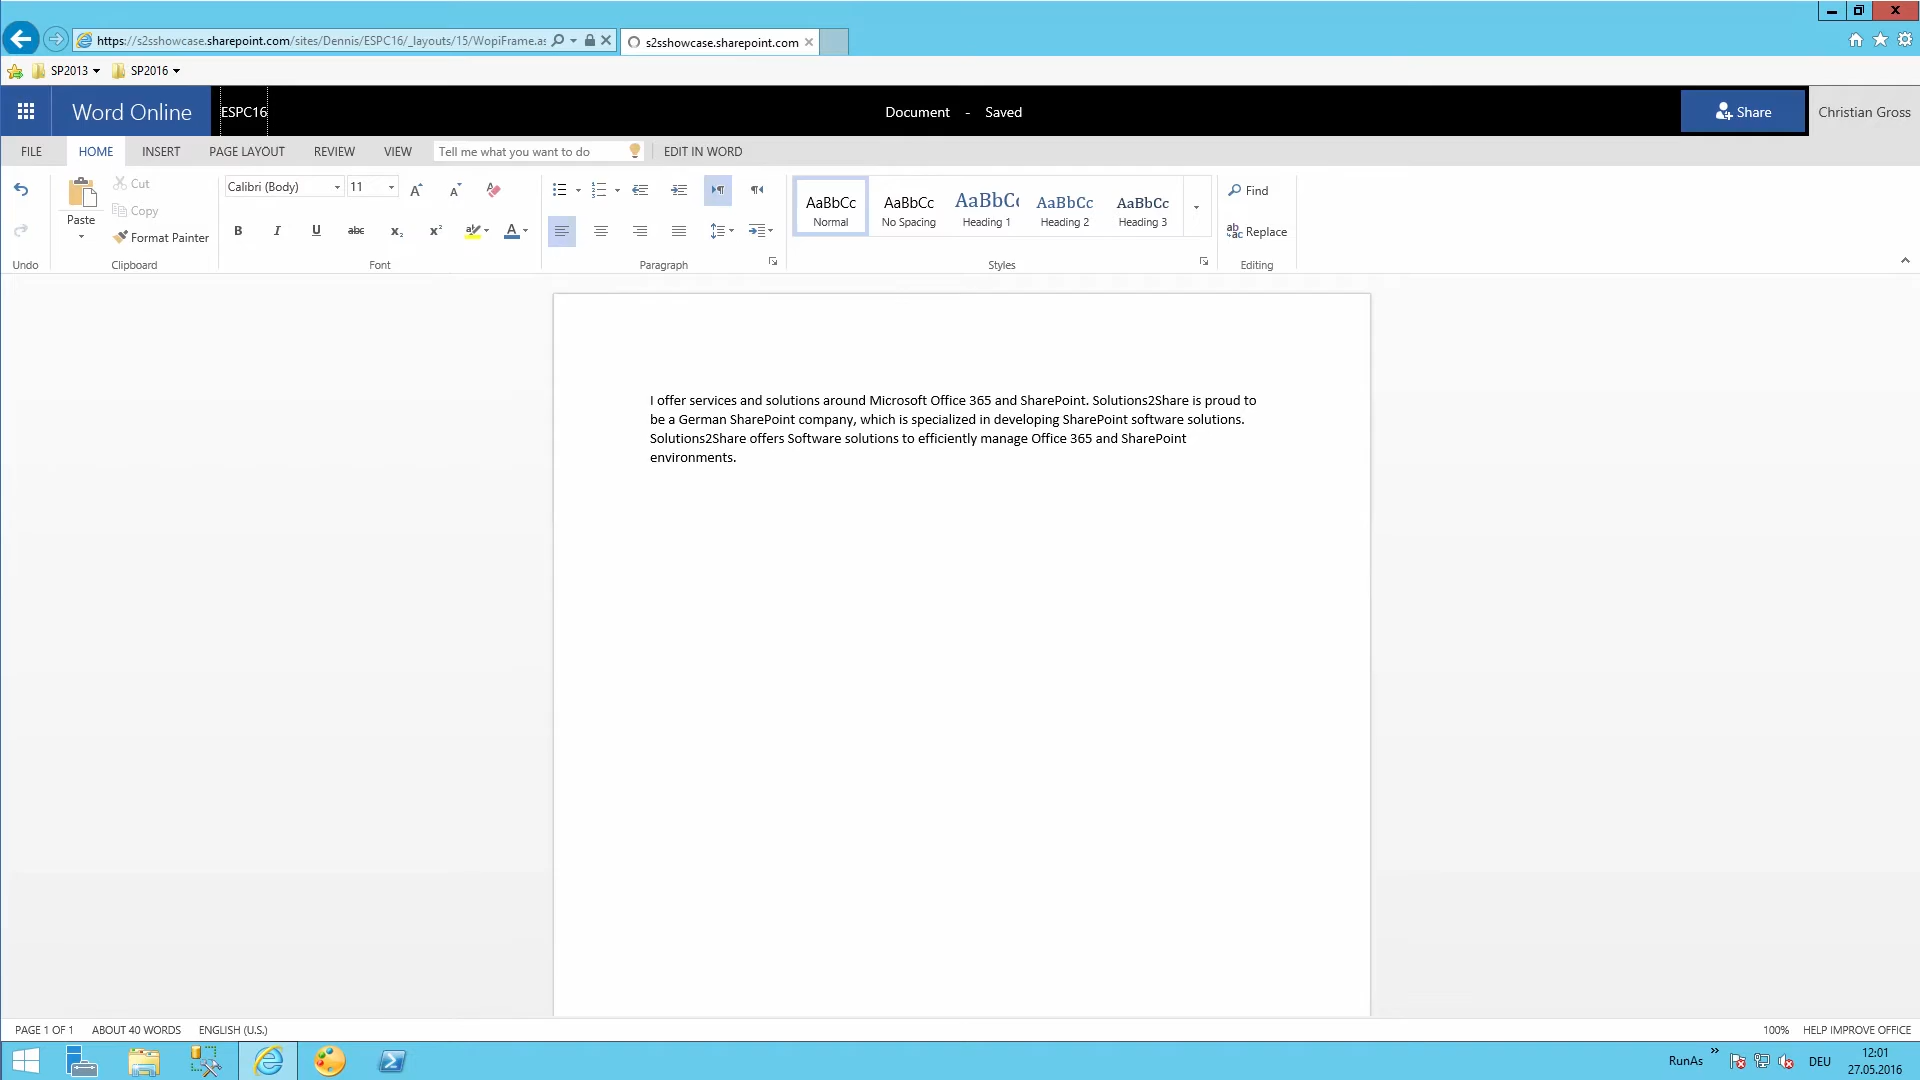 https://s2sshowcase.sharepoint.com/sites/Dennis/ESPC16/_layouts/15/WopiFrame.as
s2sshowcase.sharepoint.com
SP2013
SP2016
Word Online
ESPC16
Document - Saved
Share
Christian Gross
FILE
HOME
INSERT
PAGE LAYOUT
REVIEW
VIEW
Tell me what you want to do
EDIT IN WORD
Paste
Cut
Copy
Format Painter
Calibri (Body)
11
AaBbCc
Normal
AaBbCc
No Spacing
AaBbCc
Heading 1
AaBbCc
Heading 2
AaBbCc
Heading 3
Find
Replace
Undo
Clipboard
Font
Paragraph
Styles
Editing
I offer services and solutions around Microsoft Office 365 and SharePoint. Solutions2Share is proud to
be a German SharePoint company, which is specialized in developing SharePoint software solutions.
Solutions2Share offers Software solutions to efficiently manage Office 365 and SharePoint
environments.
PAGE 1 OF 1
ABOUT 40 WORDS
ENGLISH (U.S.)
100%
HELP IMPROVE OFFICE
RunAs
DEU
12:01
27.05.2016